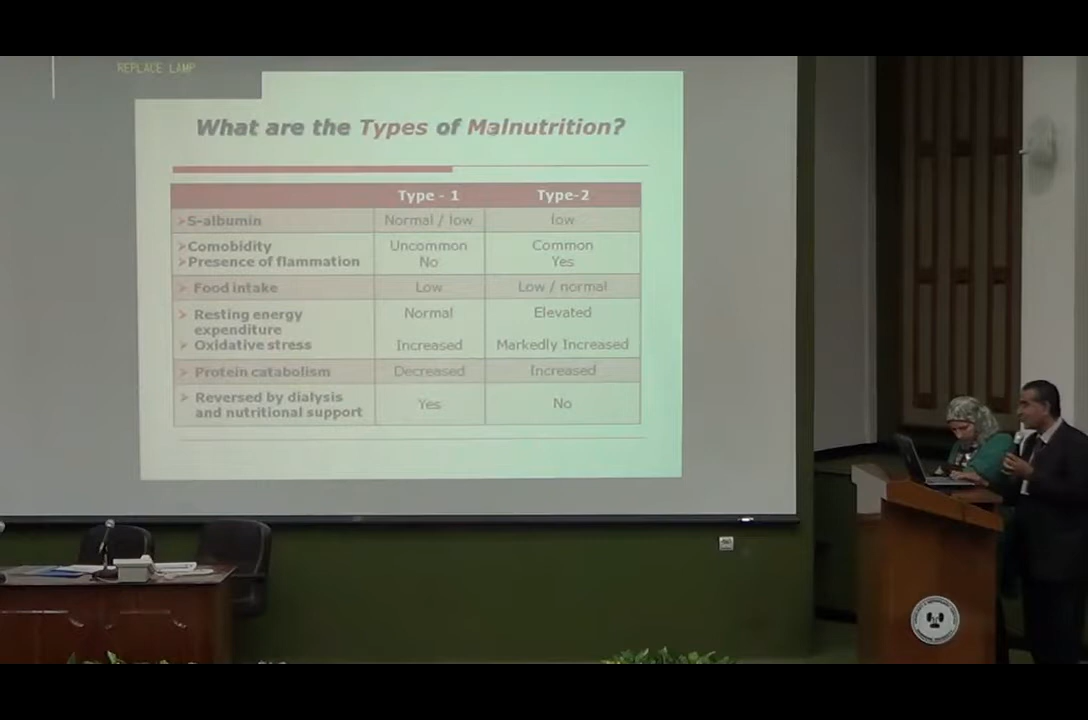 REPLACE LAMP
What are the Types of Malnutrition?
Type - 1 Type-2
➢S-albumin Normal / low low
➢Comobidity Uncommon Common
➢Presence of flammation No Yes
➢ Food intake Low Low / normal
➢ Resting energy Normal Elevated
expenditure
➢ Oxidative stress Increased Markedly Increased
➢ Protein catabolism Decreased Increased
➢ Reversed by dialysis
and nutritional support Yes No